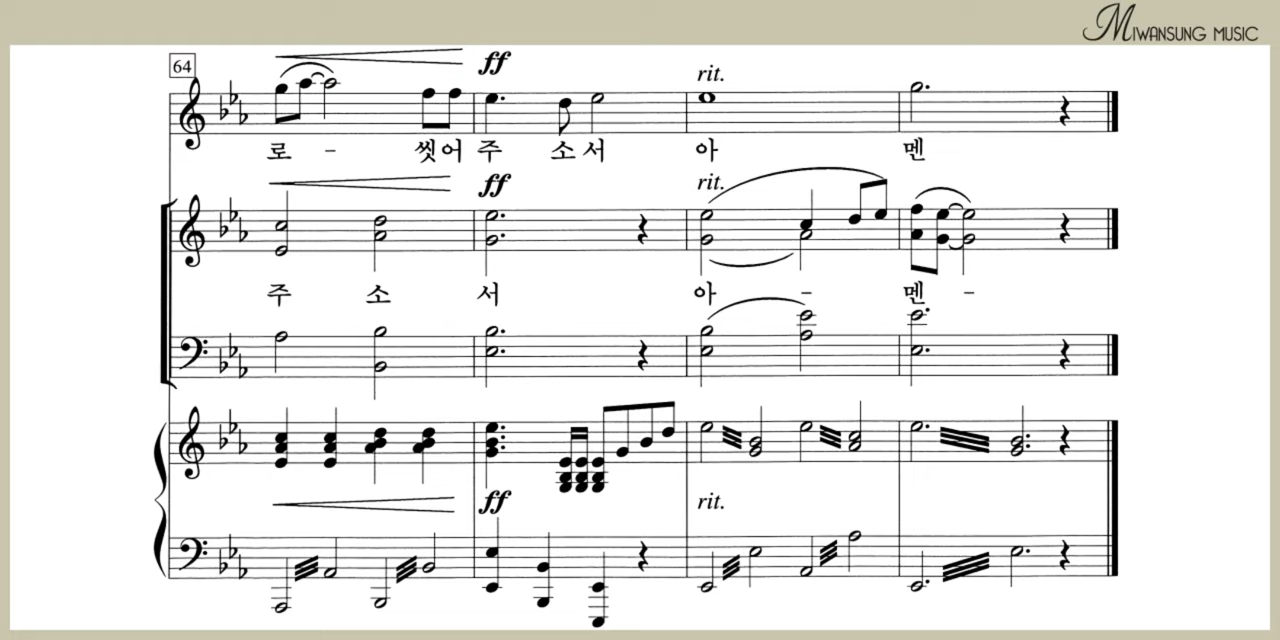 MIWANSUNG MUSIC
64
ff
rit.
로 - 씻어 주 소 서 아 멘
ff
rit.
주 소 서 아 - 멘 -
ff
rit.